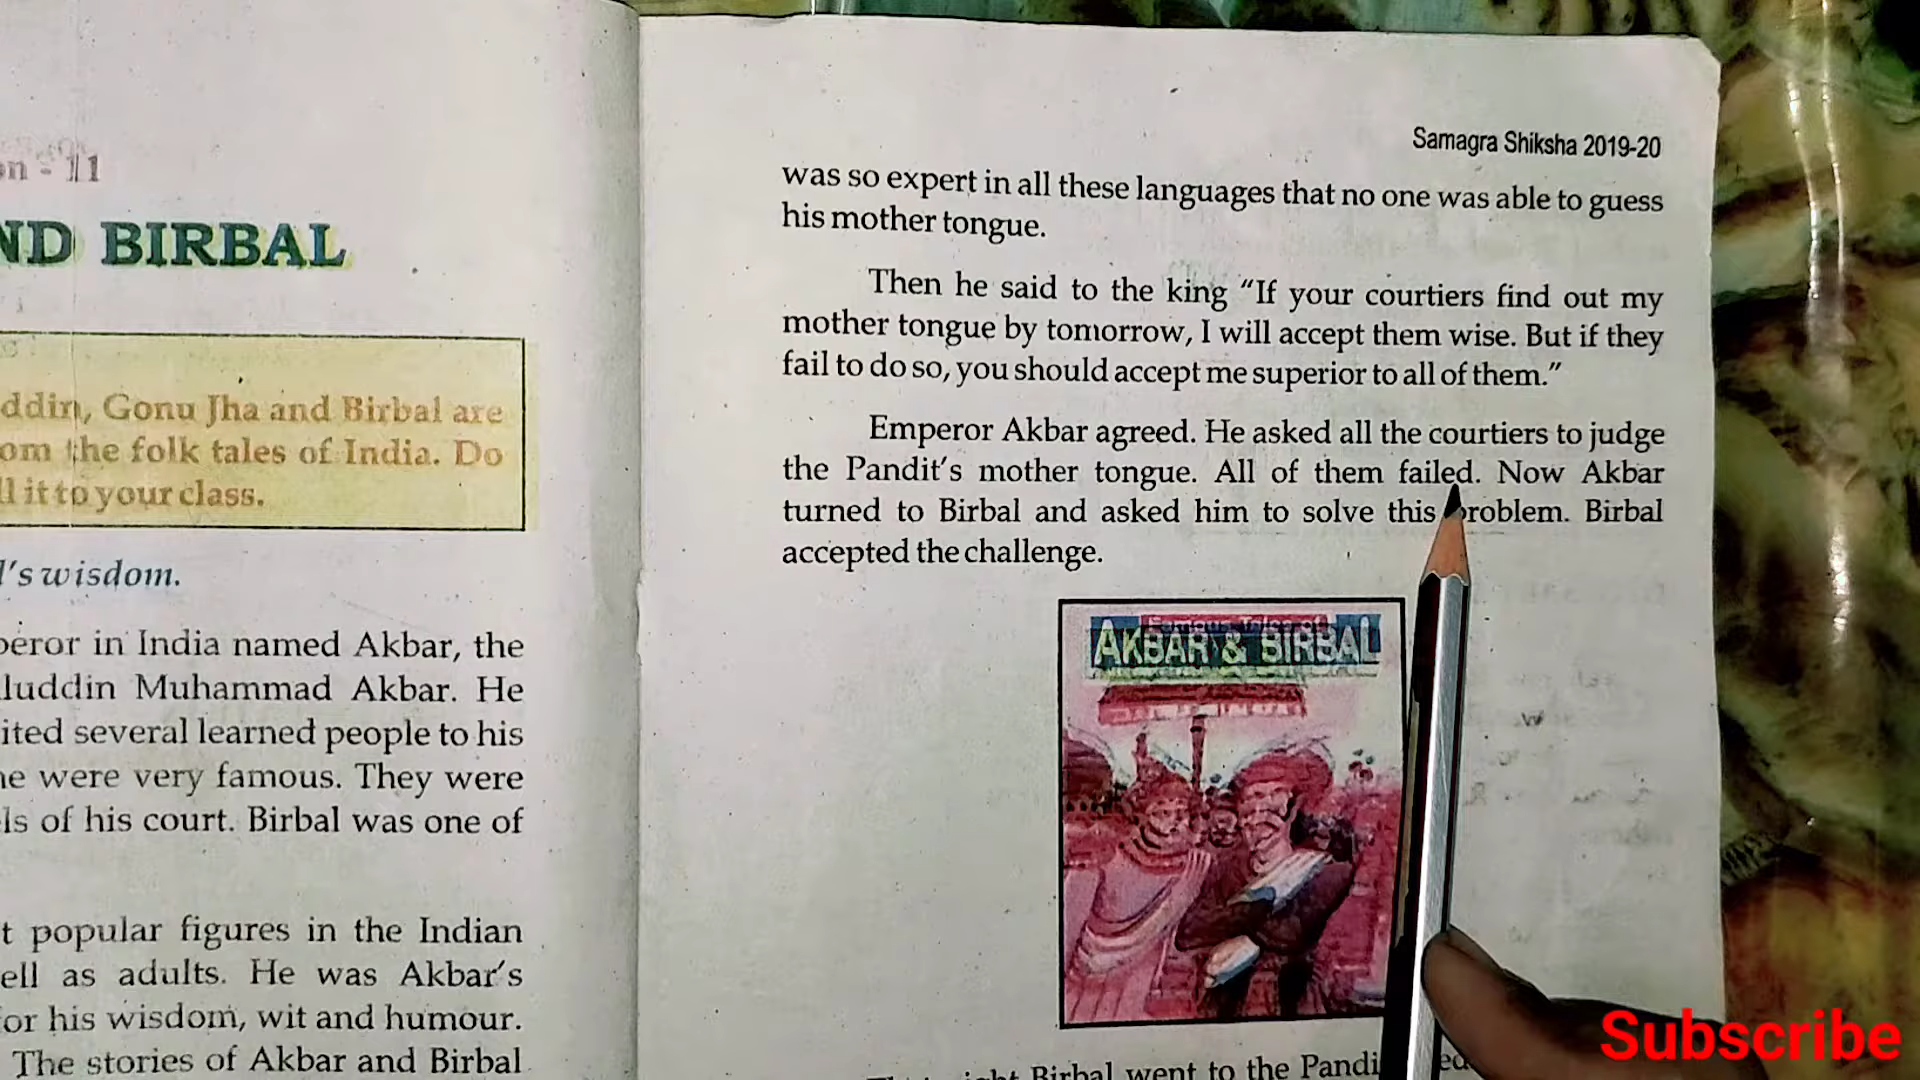 n - 11
ND BIRBAL
ddin, Gonu Jha and Birbal are
om the folk tales of India. Do
ll it to your class.
l's wisdom.
peror in India named Akbar, the
luddin Muhammad Akbar. He
ited several learned people to his
ne were very famous. They were
ls of his court. Birbal was one of
t popular figures in the Indian
ell as adults. He was Akbar's
for his wisdom, wit and humour.
The stories of Akbar and Birbal
Samagra Shiksha 2019-20
was so expert in all these languages that no one was able to guess
his mother tongue.
Then he said to the king “If your courtiers find out my
mother tongue by tomorrow, I will accept them wise. But if they
fail to do so, you should accept me superior to all of them.”
Emperor Akbar agreed. He asked all the courtiers to judge
the Pandit's mother tongue. All of them failed. Now Akbar
turned to Birbal and asked him to solve this problem. Birbal
accepted the challenge.
Famous Tales of
AKBAR & BIRBAL
Birbal went to the Pandi
Subscribe